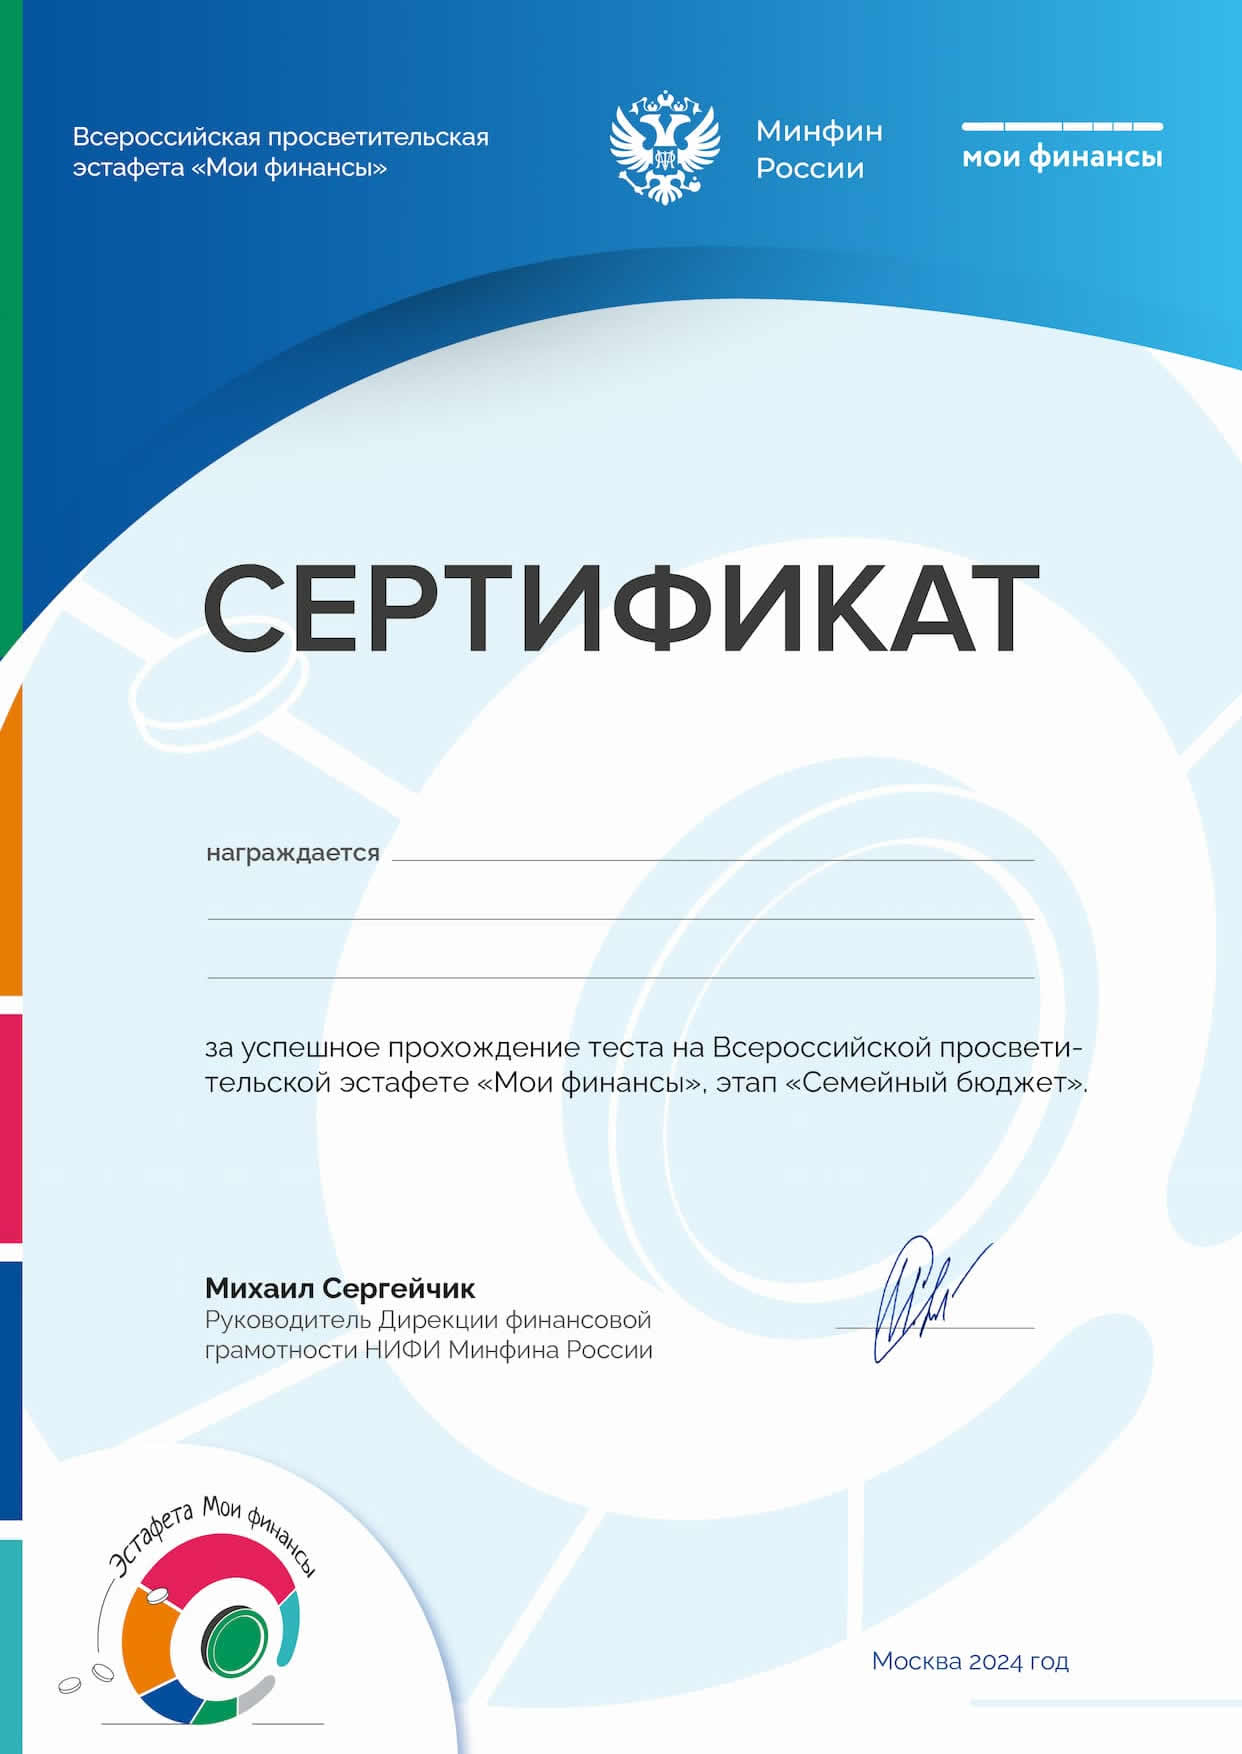 Всероссийская просветительская
эстафета «Мои финансы»
Минфин
России
мои финансы
СЕРТИФИКАТ
награждается
за успешное прохождение теста на Всероссийской просвети-
тельской эстафете «Мои финансы», этап «Семейный бюджет».
Михаил Сергейчик
Руководитель Дирекции финансовой
грамотности НИФИ Минфина России
Эстафета Мои финансы
Москва 2024 год